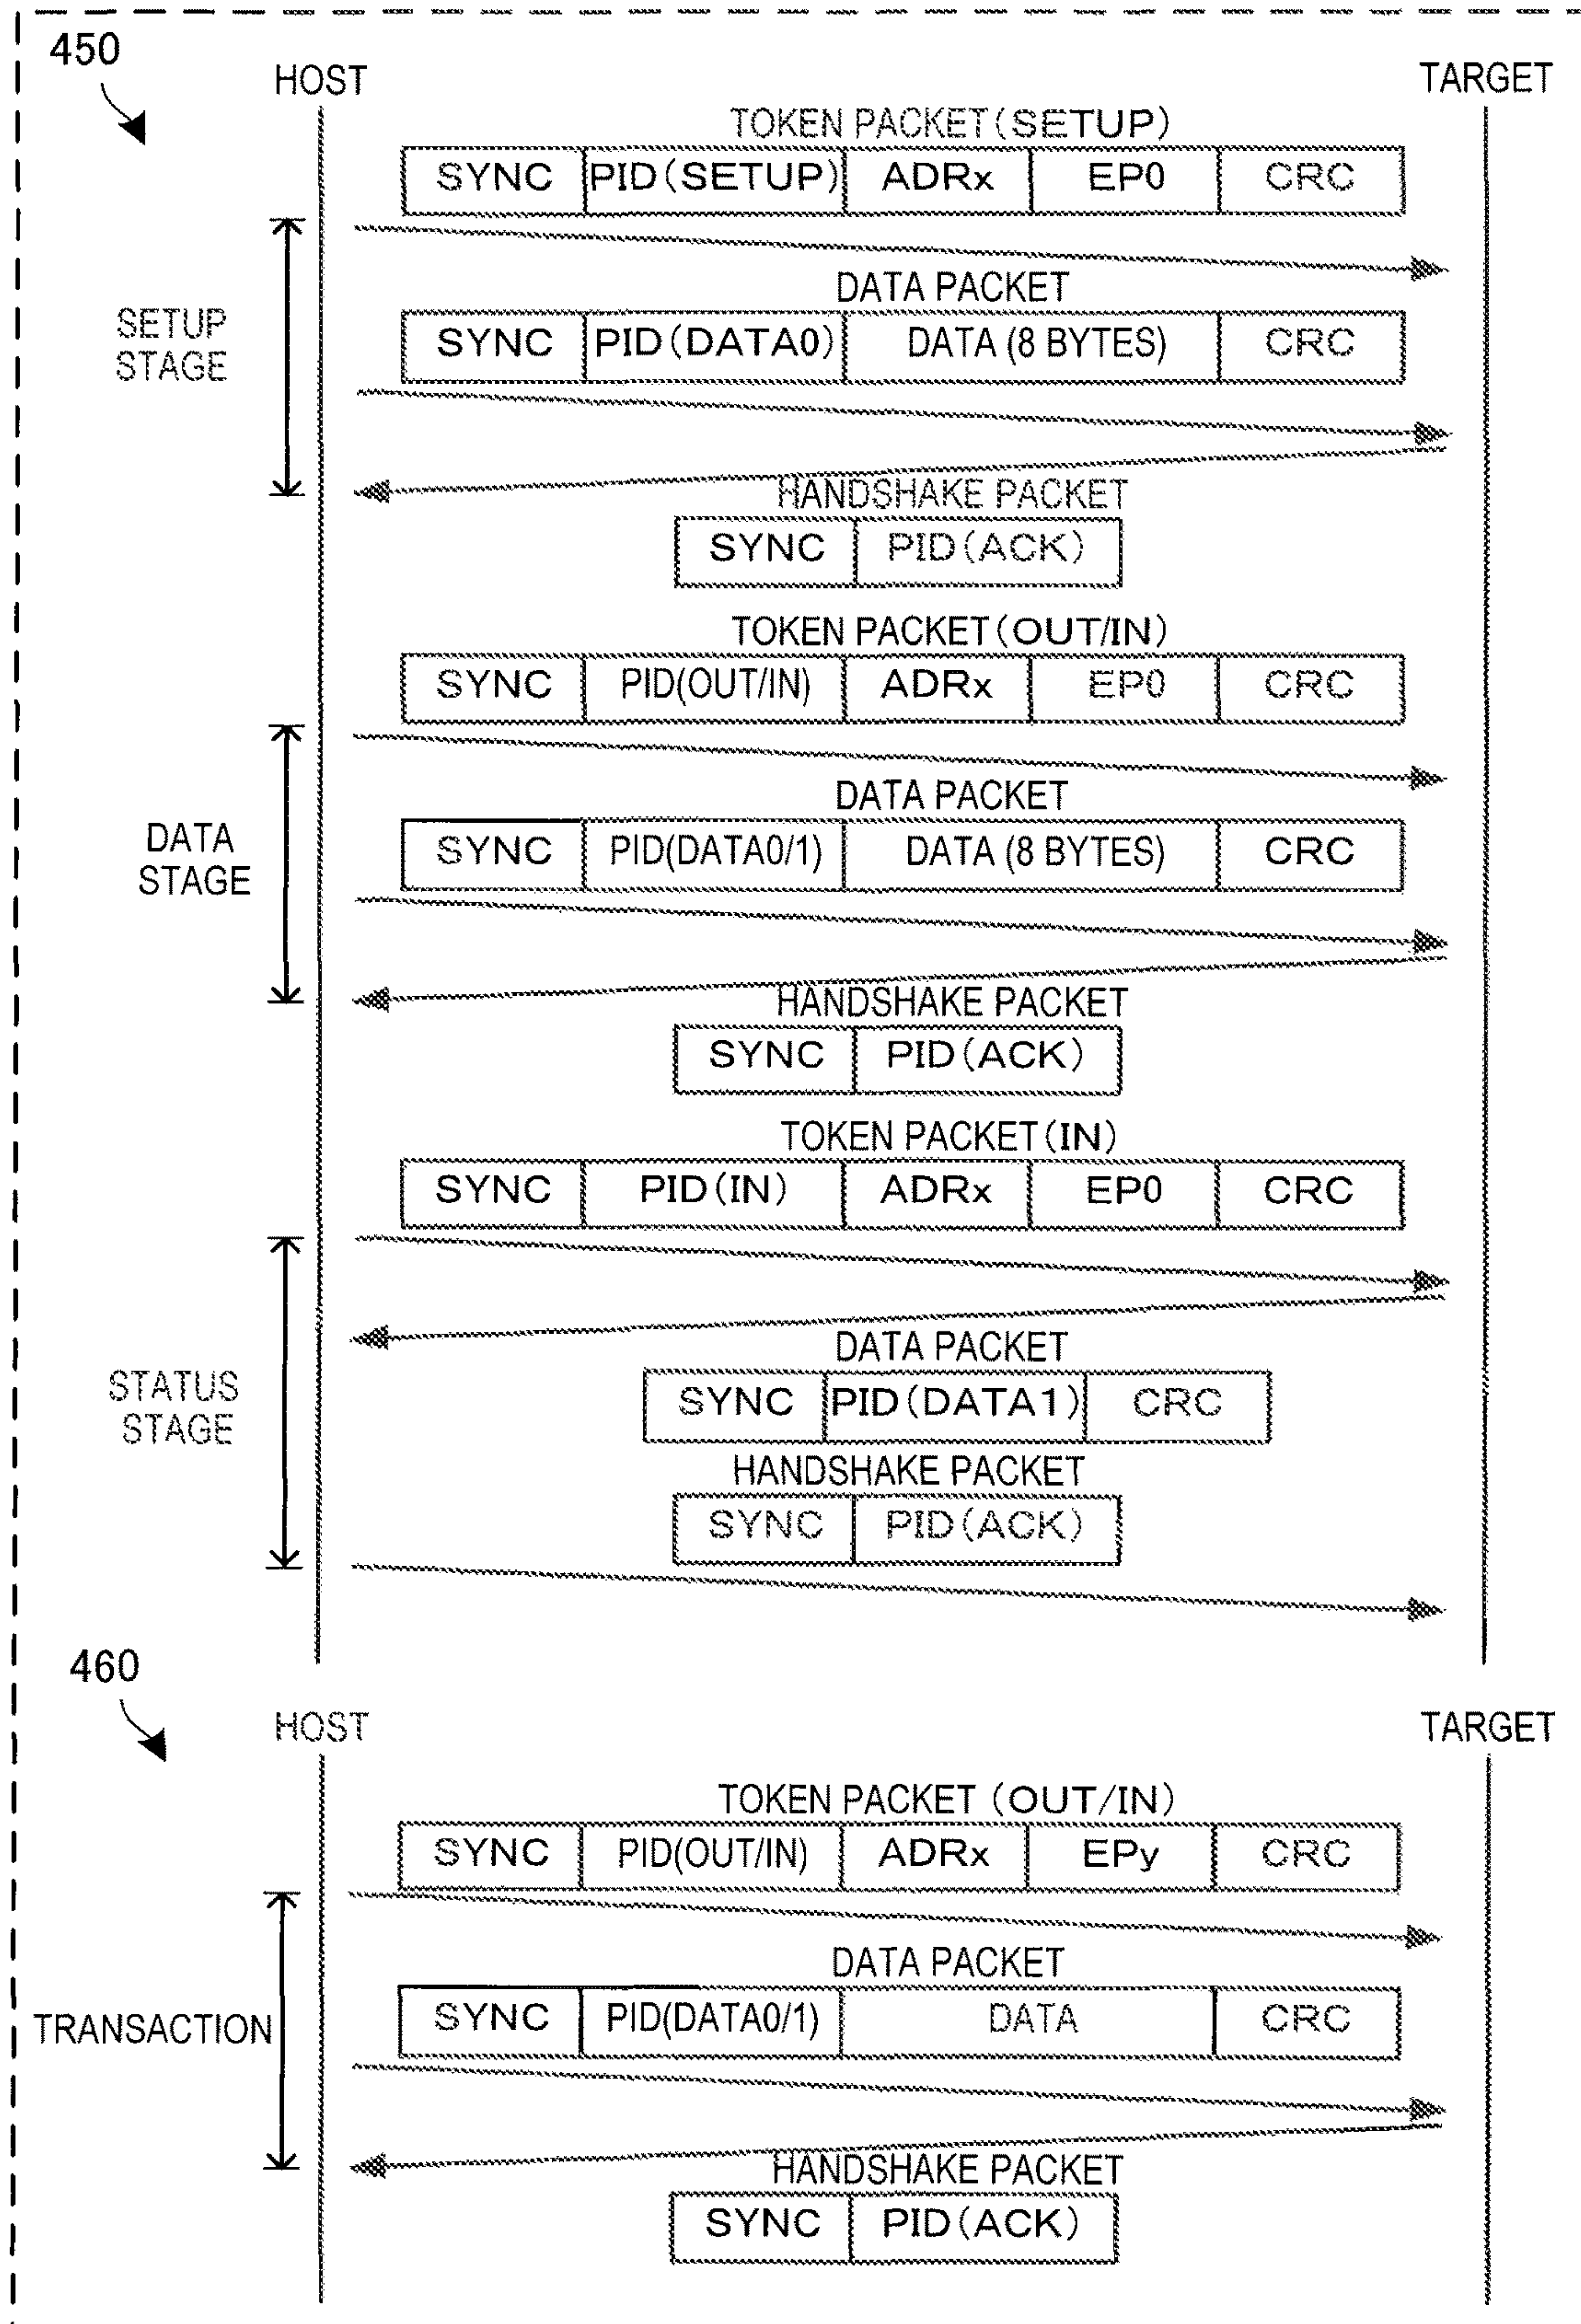 450
HOST TARGET
TOKEN PACKET(SETUP)
SYNC PID(SETUP) ADRx EP0 CRC
DATA PACKET
SETUP
STAGE
SYNC PID(DATA0) DATA (8 BYTES) CRC
HANDSHAKE PACKET
SYNC PID(ACK)
TOKEN PACKET(OUT/IN)
SYNC PID(OUT/IN) ADRx EP0 CRC
DATA PACKET
DATA
STAGE
SYNC PID(DATA0/1) DATA (8 BYTES) CRC
HANDSHAKE PACKET
SYNC PID(ACK)
TOKEN PACKET(IN)
SYNC PID(IN) ADRx EP0 CRC
DATA PACKET
STATUS
STAGE
SYNC PID(DATA1) CRC
HANDSHAKE PACKET
SYNC PID(ACK)
460
HOST TARGET
TOKEN PACKET (OUT/IN)
SYNC PID(OUT/IN) ADRx EPy CRC
DATA PACKET
TRANSACTION
SYNC PID(DATA0/1) DATA CRC
HANDSHAKE PACKET
SYNC PID(ACK)